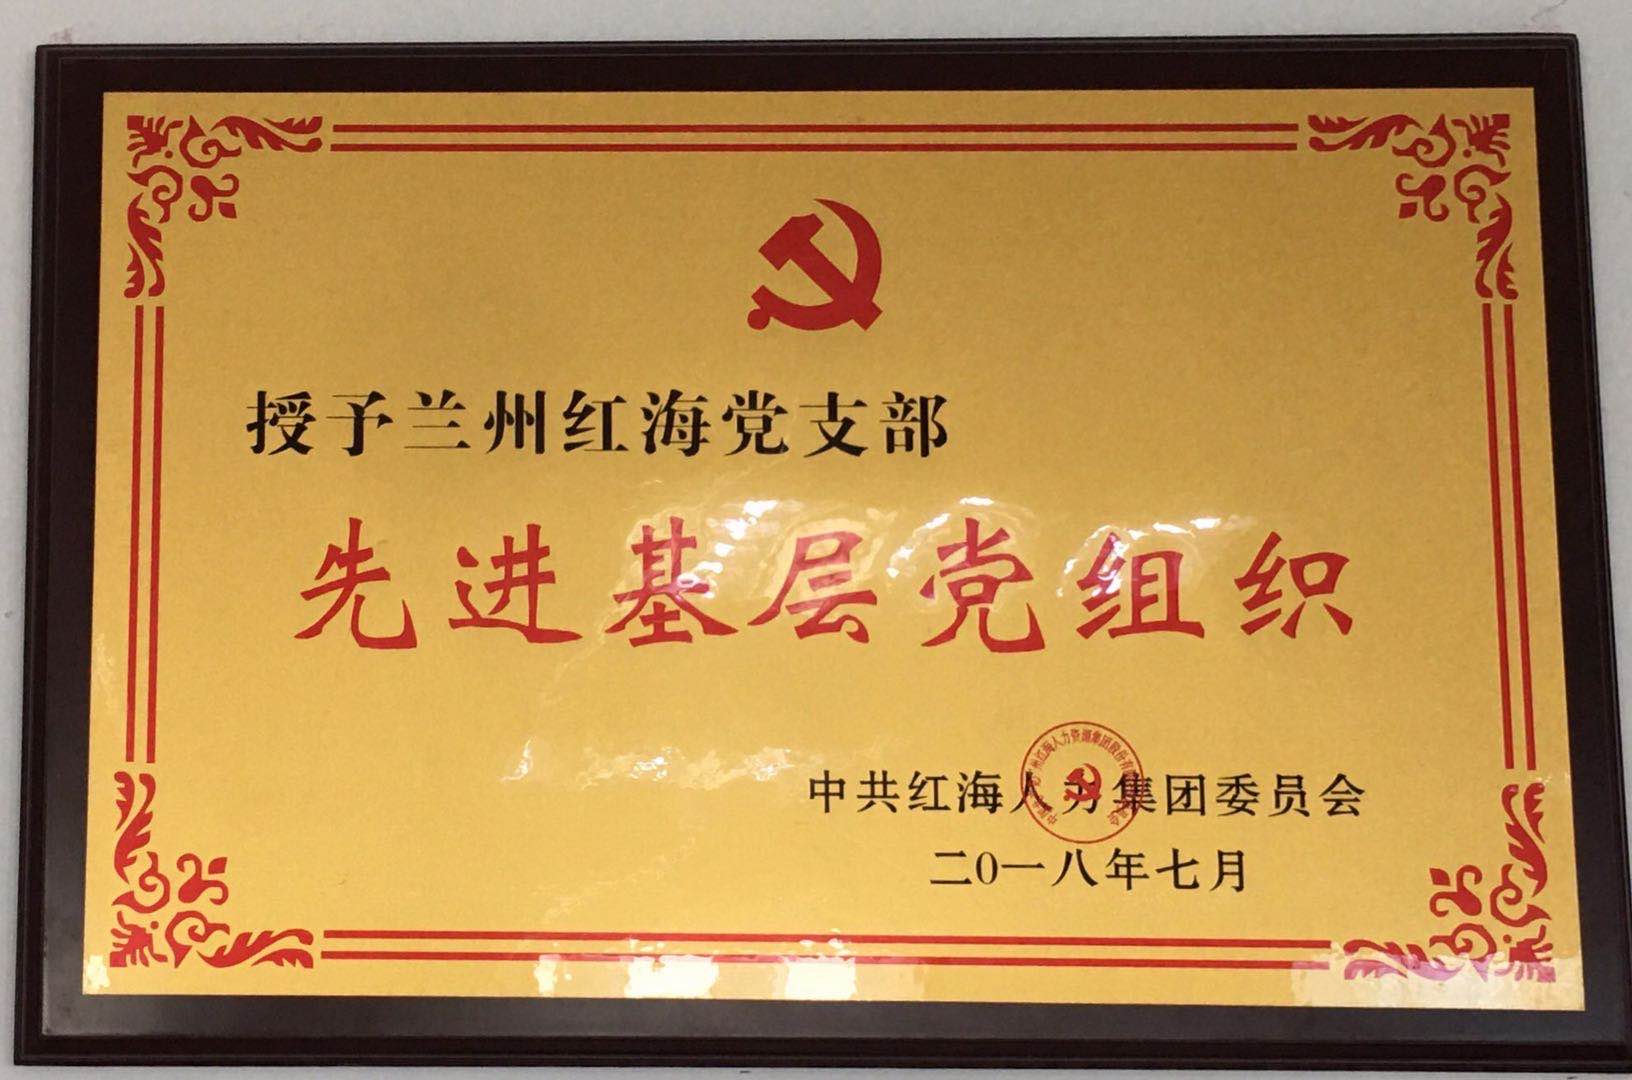 授予兰州红海党支部
先进基层党组织
中共红海人力集团委员会
二0一八年七月